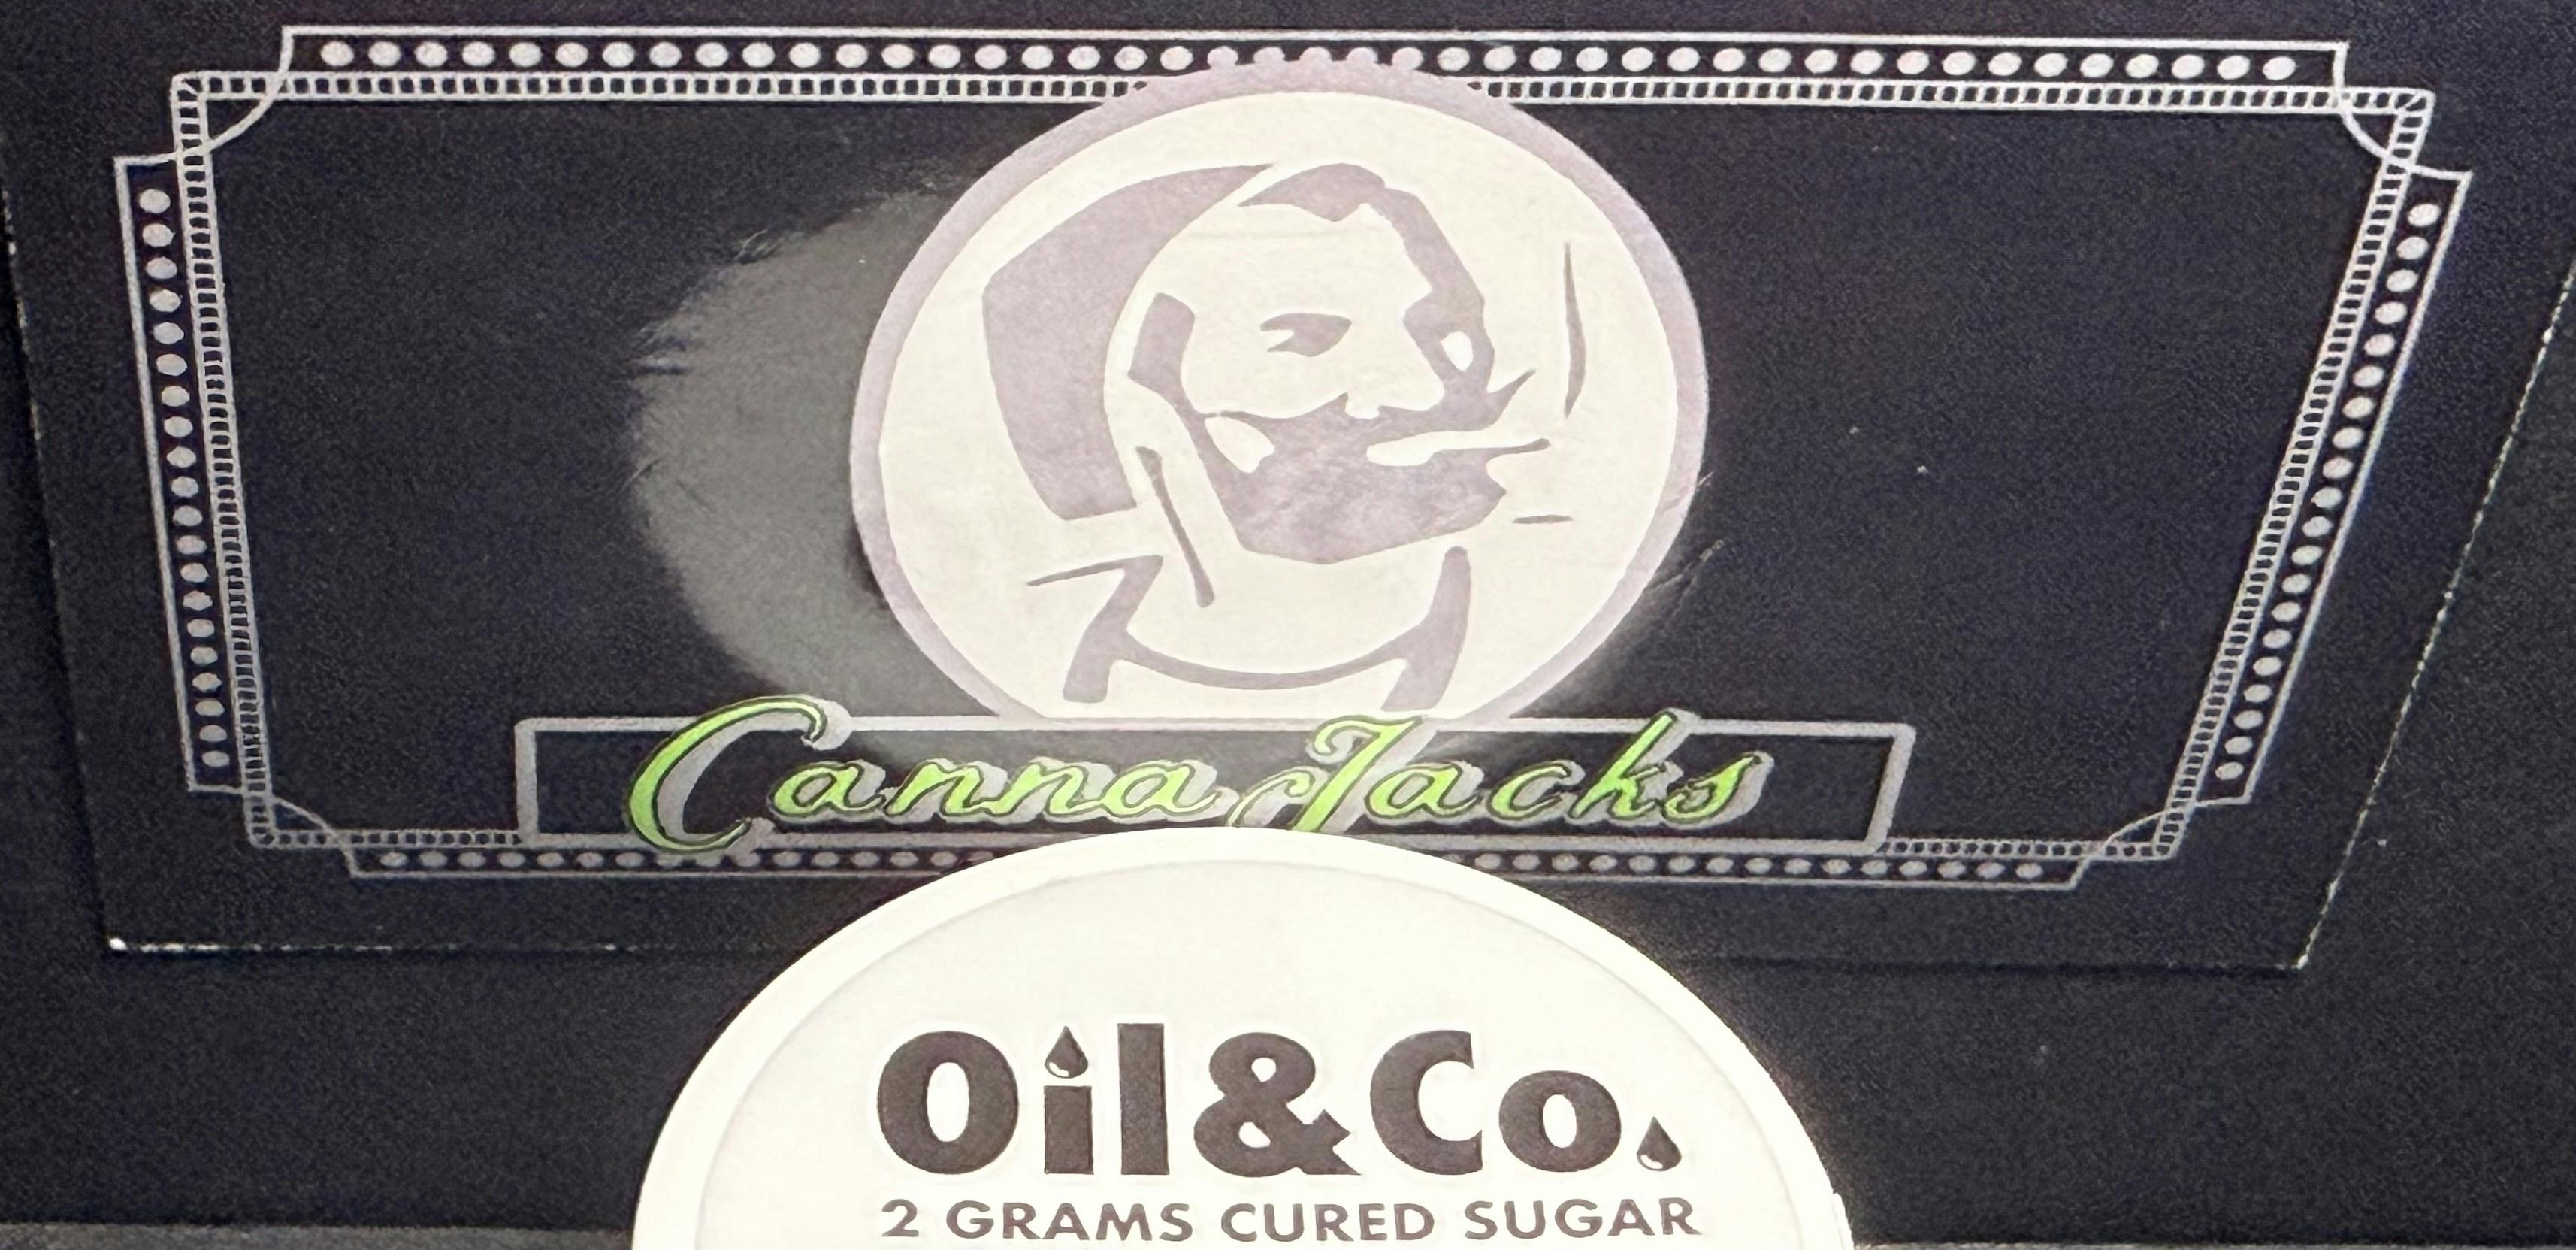 Canna Jacks
Oil&Co.
2 GRAMS CURED SUGAR